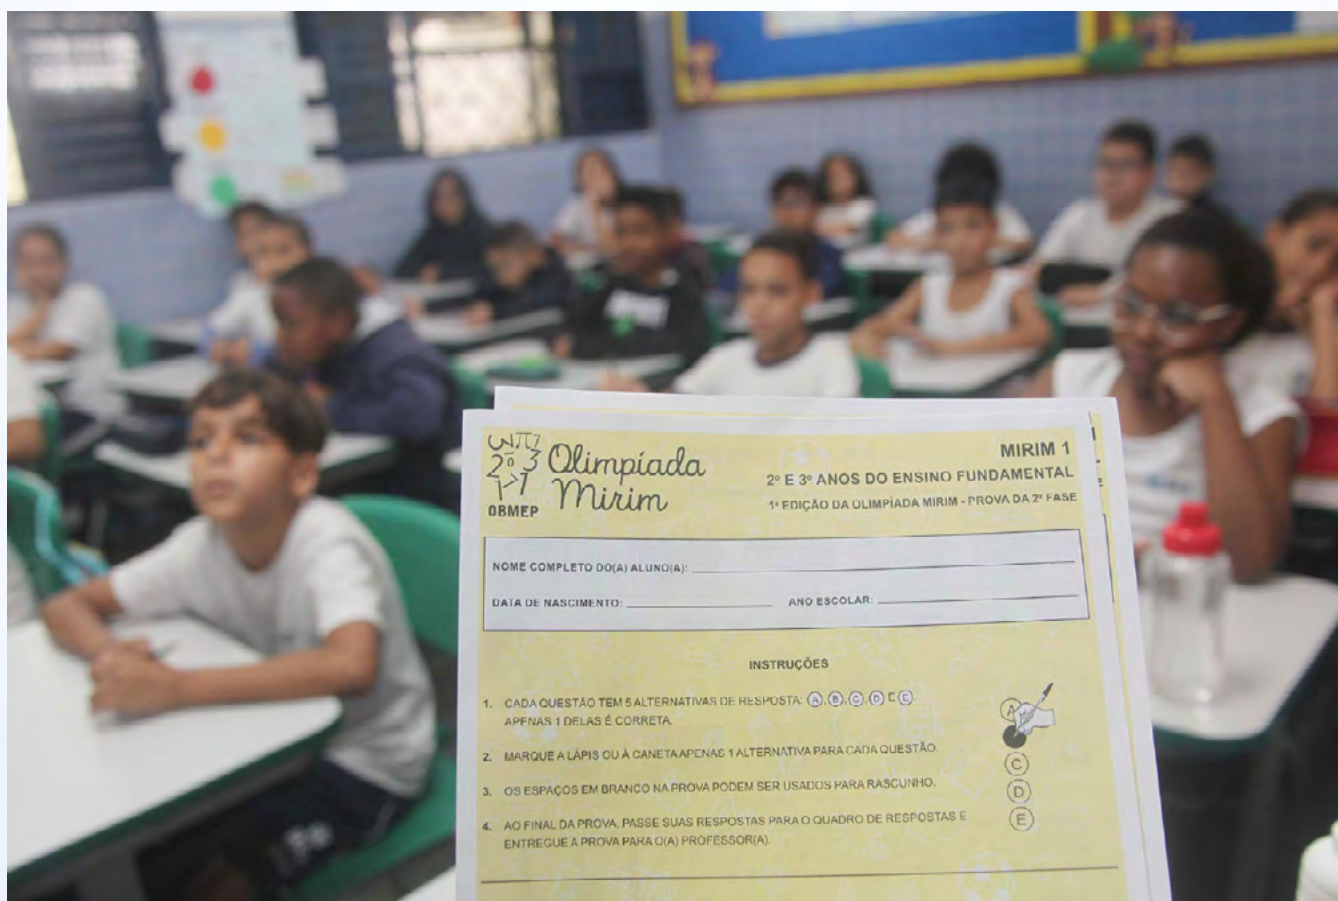 Olimpíada
Mirim
OBMEP
MIRIM 1
2º E 3º ANOS DO ENSINO FUNDAMENTAL
1ª EDIÇÃO DA OLIMPÍADA MIRIM - PROVA DA 2ª FASE
NOME COMPLETO DO(A) ALUNO(A):
DATA DE NASCIMENTO: ANO ESCOLAR:
INSTRUÇÕES
1. CADA QUESTÃO TEM 5 ALTERNATIVAS DE RESPOSTA: A, B, C, D E E.
APENAS 1 DELAS É CORRETA.
2. MARQUE A LÁPIS OU À CANETA APENAS 1 ALTERNATIVA PARA CADA QUESTÃO.
3. OS ESPAÇOS EM BRANCO NA PROVA PODEM SER USADOS PARA RASCUNHO.
4. AO FINAL DA PROVA, PASSE SUAS RESPOSTAS PARA O QUADRO DE RESPOSTAS E
ENTREGUE A PROVA PARA O(A) PROFESSOR(A).
A
C
D
E